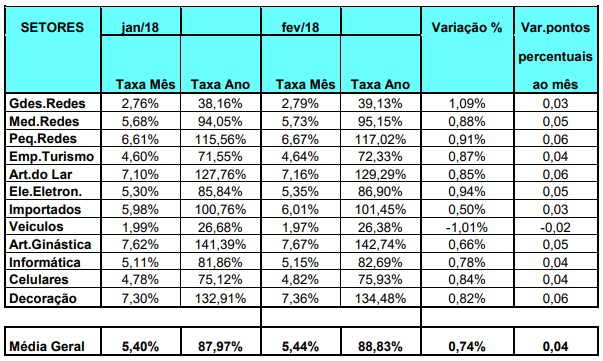 SETORES jan/18 fev/18 Variação % Var.pontos
percentuais
Taxa Mês Taxa Ano Taxa Mês Taxa Ano ao mês
Gdes.Redes 2,76% 38,16% 2,79% 39,13% 1,09% 0,03
Med.Redes 5,68% 94,05% 5,73% 95,15% 0,88% 0,05
Peq.Redes 6,61% 115,56% 6,67% 117,02% 0,91% 0,06
Emp.Turismo 4,60% 71,55% 4,64% 72,33% 0,87% 0,04
Art.do Lar 7,10% 127,76% 7,16% 129,29% 0,85% 0,06
Ele.Eletron. 5,30% 85,84% 5,35% 86,90% 0,94% 0,05
Importados 5,98% 100,76% 6,01% 101,45% 0,50% 0,03
Veiculos 1,99% 26,68% 1,97% 26,38% -1,01% -0,02
Art.Ginástica 7,62% 141,39% 7,67% 142,74% 0,66% 0,05
Informática 5,11% 81,86% 5,15% 82,69% 0,78% 0,04
Celulares 4,78% 75,12% 4,82% 75,93% 0,84% 0,04
Decoração 7,30% 132,91% 7,36% 134,48% 0,82% 0,06
Média Geral 5,40% 87,97% 5,44% 88,83% 0,74% 0,04